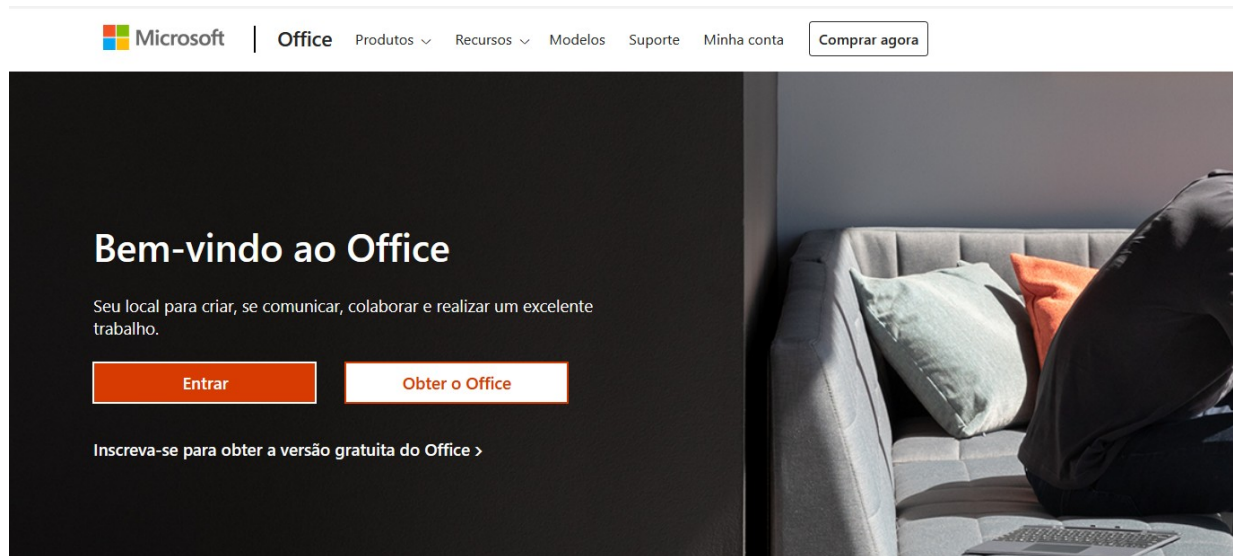 Microsoft | Office Produtos Recursos Modelos Suporte Minha conta Comprar agora
Bem-vindo ao Office
Seu local para criar, se comunicar, colaborar e realizar um excelente
trabalho.
Entrar Obter o Office
Inscreva-se para obter a versão gratuita do Office >